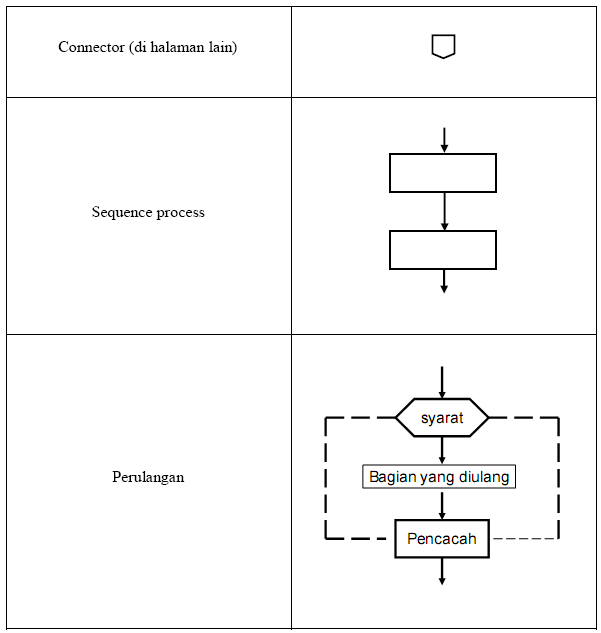 Connector (di halaman lain)
Sequence process
Perulangan
syarat
Bagian yang diulang
Pencacah